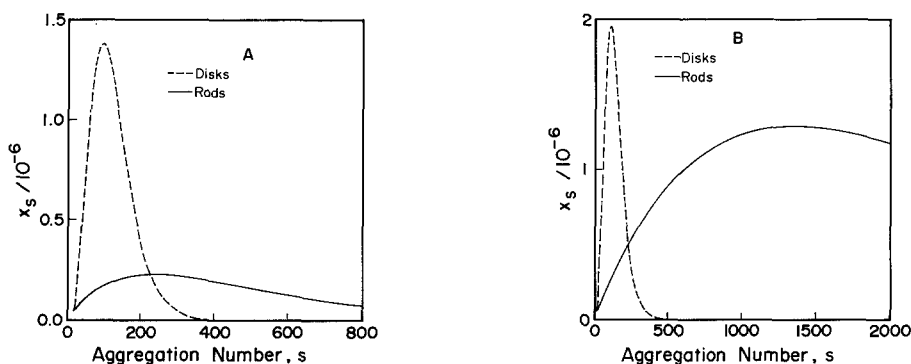 A
Disks
Rods
1.5
1.0
0.5
0.0
x_s/10^-6
0 200 400 600 800
Aggregation Number, s
B
Disks
Rods
2
1
0
x_s/10^-6
0 500 1000 1500 2000
Aggregation Number, s